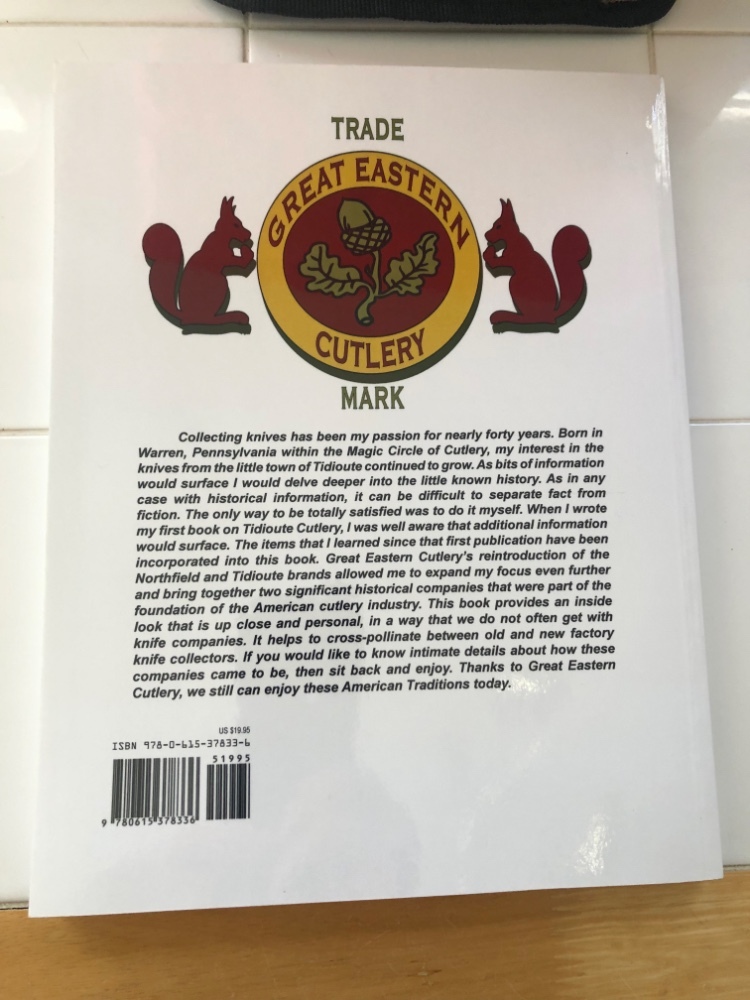 TRADE
GREAT EASTERN
CUTLERY
MARK
Collecting knives has been my passion for nearly forty years. Born in
Warren, Pennsylvania within the Magic Circle of Cutlery, my interest in the
knives from the little town of Tidioute continued to grow. As bits of information
would surface I would delve deeper into the little known history. As in any
case with historical information, it can be difficult to separate fact from
fiction. The only way to be totally satisfied was to do it myself. When I wrote
my first book on Tidioute Cutlery, I was well aware that additional information
would surface. The items that I learned since that first publication have been
incorporated into this book. Great Eastern Cutlery's reintroduction of the
Northfield and Tidioute brands allowed me to expand my focus even further
and bring together two significant historical companies that were part of the
foundation of the American cutlery industry. This book provides an inside
look that is up close and personal, in a way that we do not often get with
knife companies. It helps to cross-pollinate between old and new factory
knife collectors. If you would like to know intimate details about how these
companies came to be, then sit back and enjoy. Thanks to Great Eastern
Cutlery, we still can enjoy these American Traditions today.
US $19.95
ISBN 978-0-615-37833-6
51995
9 780615 378336